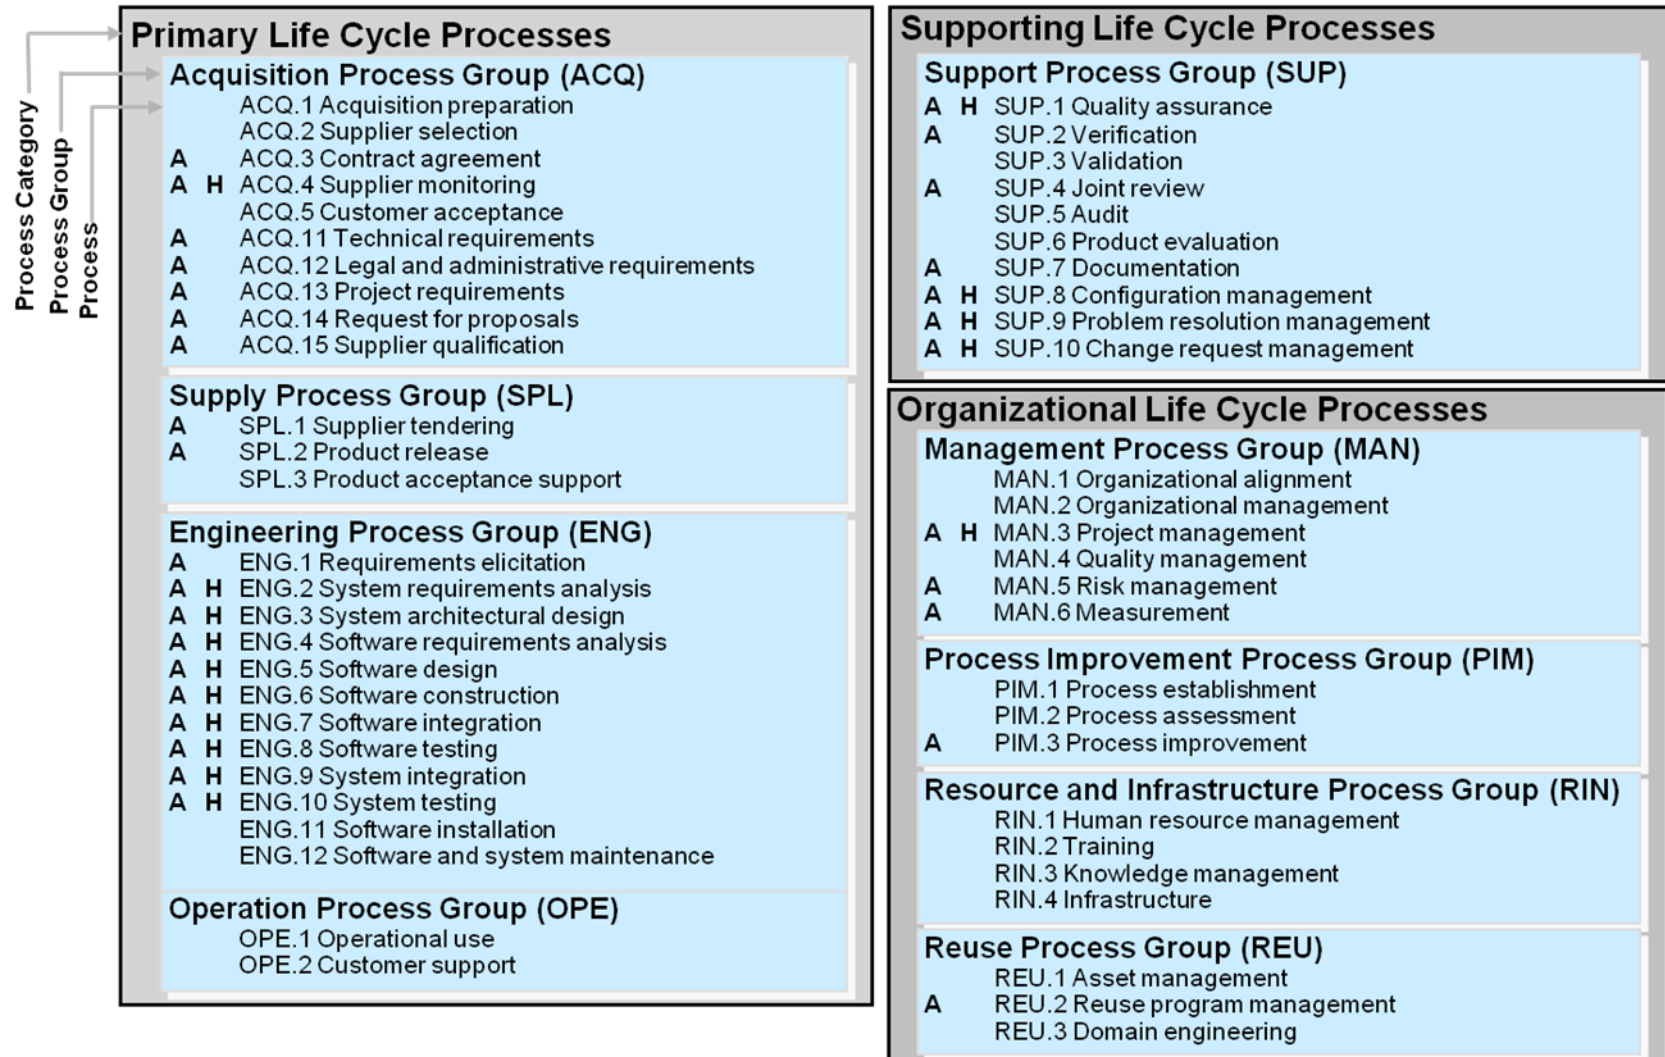 Process Category
Process Group
Process
Primary Life Cycle Processes
Acquisition Process Group (ACQ)
ACQ.1 Acquisition preparation
ACQ.2 Supplier selection
A ACQ.3 Contract agreement
A H ACQ.4 Supplier monitoring
ACQ.5 Customer acceptance
A ACQ.11 Technical requirements
A ACQ.12 Legal and administrative requirements
A ACQ.13 Project requirements
A ACQ.14 Request for proposals
A ACQ.15 Supplier qualification
Supply Process Group (SPL)
A SPL.1 Supplier tendering
A SPL.2 Product release
SPL.3 Product acceptance support
Engineering Process Group (ENG)
A ENG.1 Requirements elicitation
A H ENG.2 System requirements analysis
A H ENG.3 System architectural design
A H ENG.4 Software requirements analysis
A H ENG.5 Software design
A H ENG.6 Software construction
A H ENG.7 Software integration
A H ENG.8 Software testing
A H ENG.9 System integration
A H ENG.10 System testing
ENG.11 Software installation
ENG.12 Software and system maintenance
Operation Process Group (OPE)
OPE.1 Operational use
OPE.2 Customer support
Supporting Life Cycle Processes
Support Process Group (SUP)
A H SUP.1 Quality assurance
A SUP.2 Verification
SUP.3 Validation
A SUP.4 Joint review
SUP.5 Audit
SUP.6 Product evaluation
A SUP.7 Documentation
A H SUP.8 Configuration management
A H SUP.9 Problem resolution management
A H SUP.10 Change request management
Organizational Life Cycle Processes
Management Process Group (MAN)
MAN.1 Organizational alignment
MAN.2 Organizational management
A H MAN.3 Project management
MAN.4 Quality management
A MAN.5 Risk management
A MAN.6 Measurement
Process Improvement Process Group (PIM)
PIM.1 Process establishment
PIM.2 Process assessment
A PIM.3 Process improvement
Resource and Infrastructure Process Group (RIN)
RIN.1 Human resource management
RIN.2 Training
RIN.3 Knowledge management
RIN.4 Infrastructure
Reuse Process Group (REU)
REU.1 Asset management
A REU.2 Reuse program management
REU.3 Domain engineering